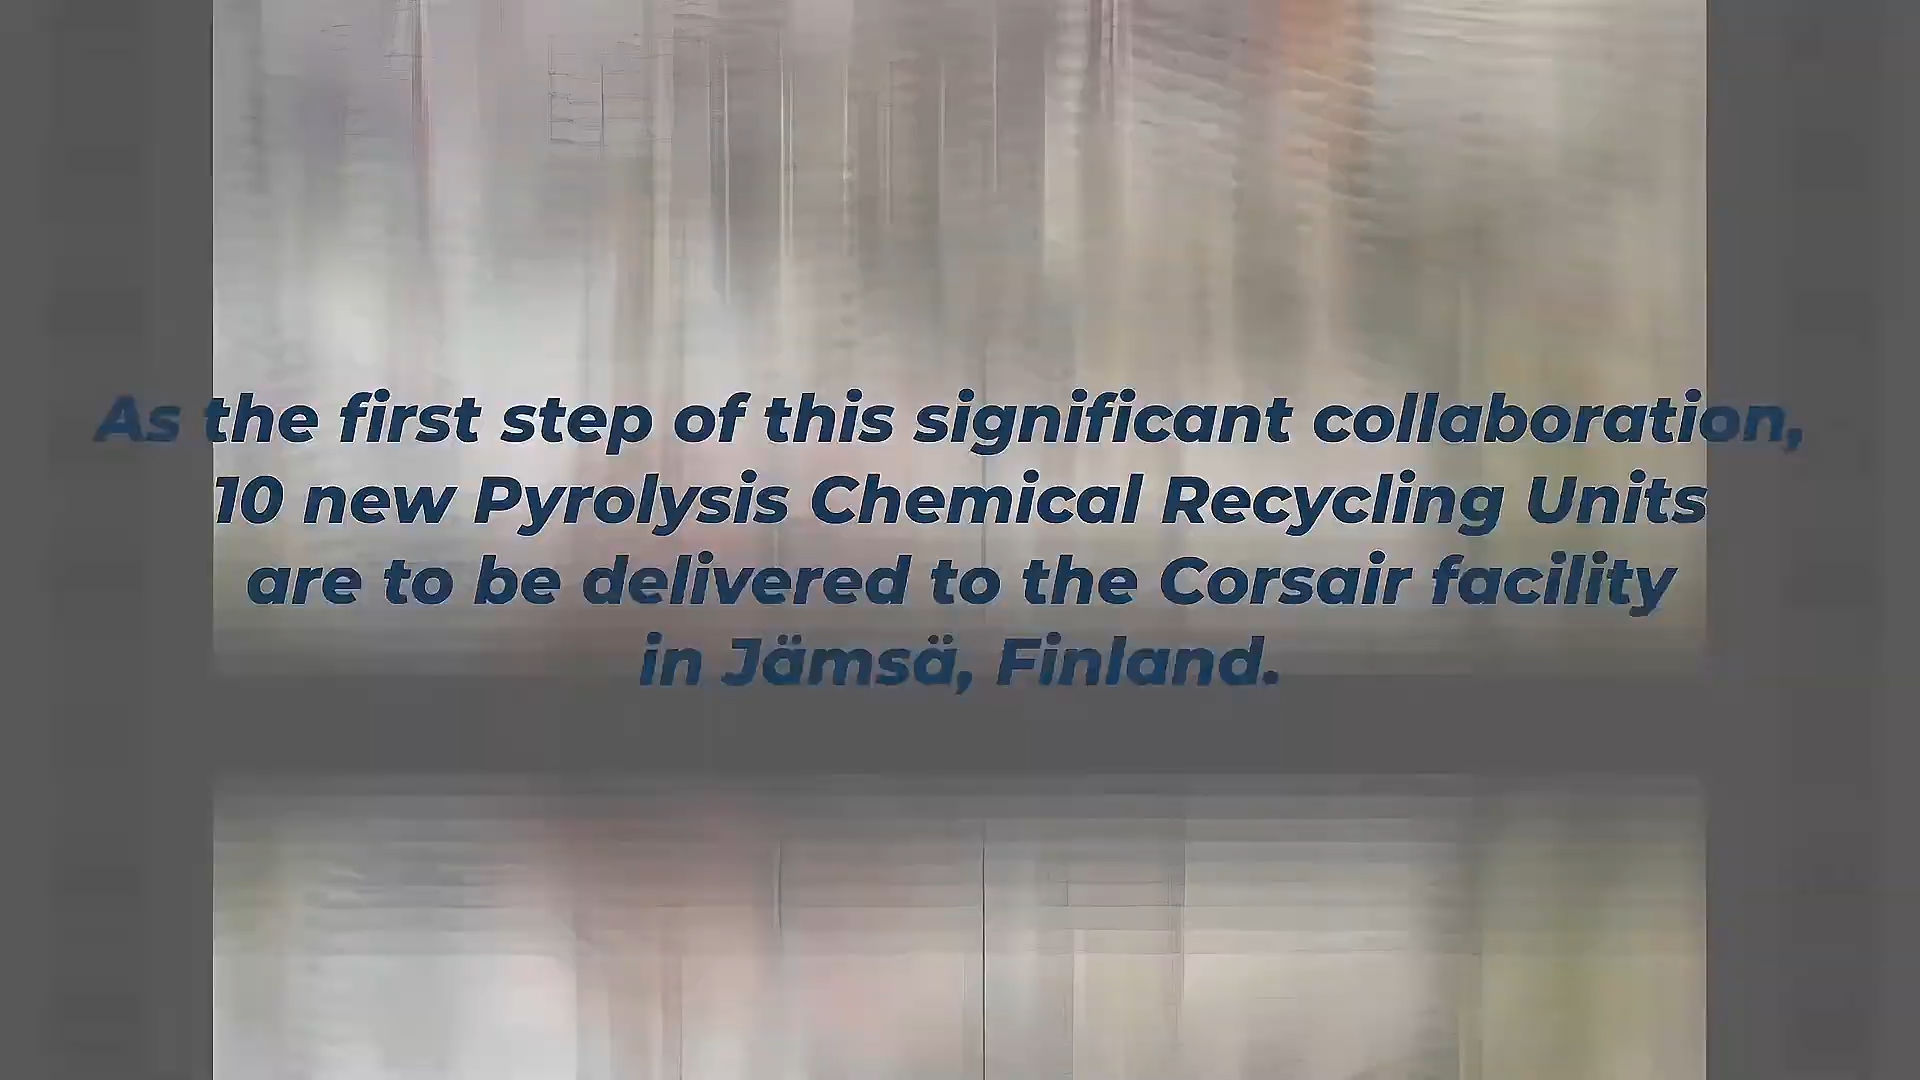 As the first step of this significant collaboration,
10 new Pyrolysis Chemical Recycling Units
are to be delivered to the Corsair facility
in Jämsä, Finland.